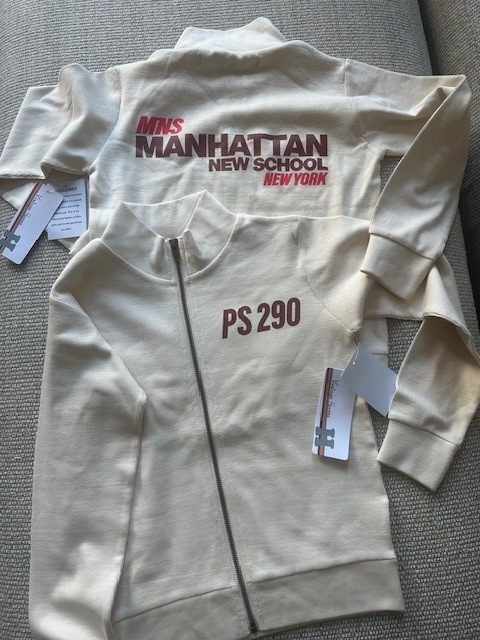 MNS
MANHATTAN
NEW SCHOOL
NEW YORK
PS 290